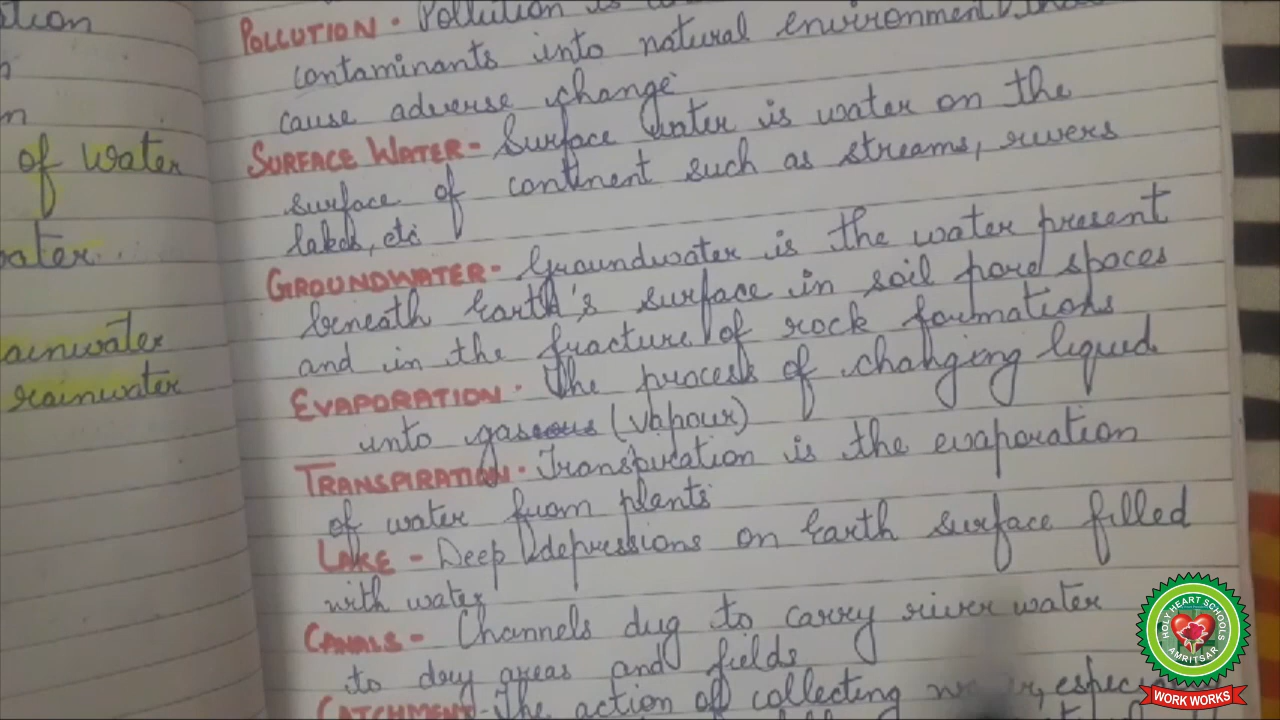 of water
ainwater
rainwater
POLLUTION - Pollution is
contaminants into natural environment
cause adverse change
SURFACE WATER - Surface water is water on the
surface of continent such as streams, rivers
lakes, etc
GROUNDWATER - Groundwater is the water present
beneath Earth's surface in soil pore spaces
and in the fracture of rock formations
EVAPORATION - The process of changing liquid
into gaseous (vapour)
TRANSPIRATION - Transpiration is the evaporation
of water from plants
LAKE - Deep depressions on Earth surface filled
with water
CANALS - Channels dug to carry river water
to dry areas and fields
CATCHMENT - The action of collecting
HOLY HEART SCHOOLS
AMRITSAR
WORK WORKS